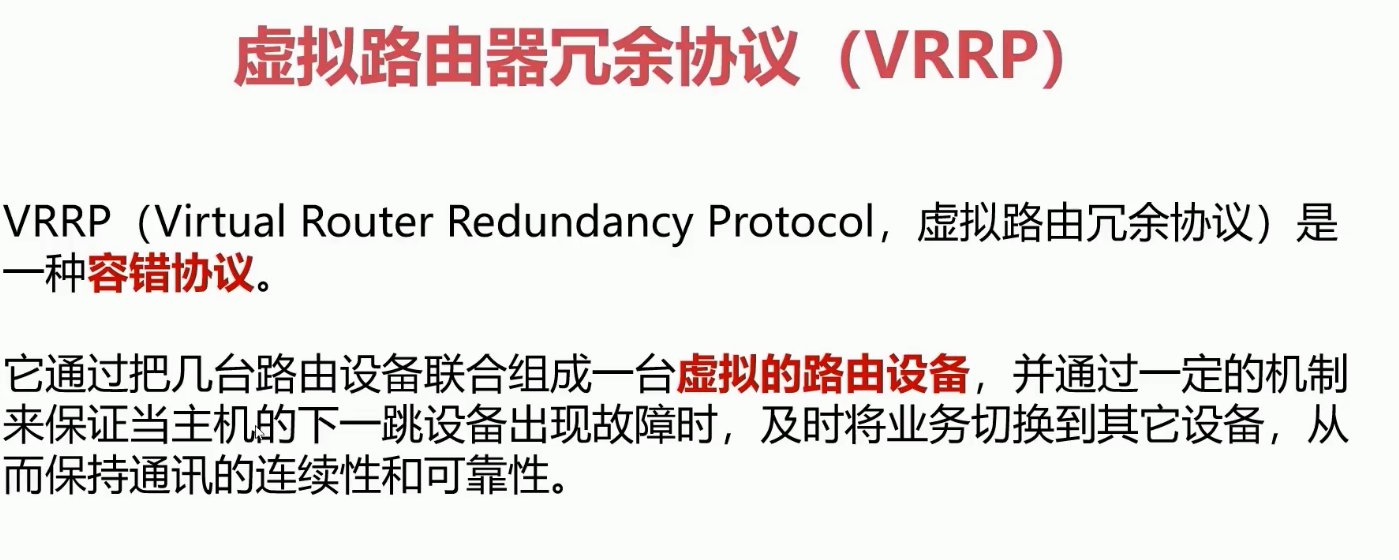 虚拟路由器冗余协议（VRRP）
VRRP（Virtual Router Redundancy Protocol，虚拟路由冗余协议）是
一种容错协议。
它通过把几台路由设备联合组成一台虚拟的路由设备，并通过一定的机制
来保证当主机的下一跳设备出现故障时，及时将业务切换到其它设备，从
而保持通讯的连续性和可靠性。